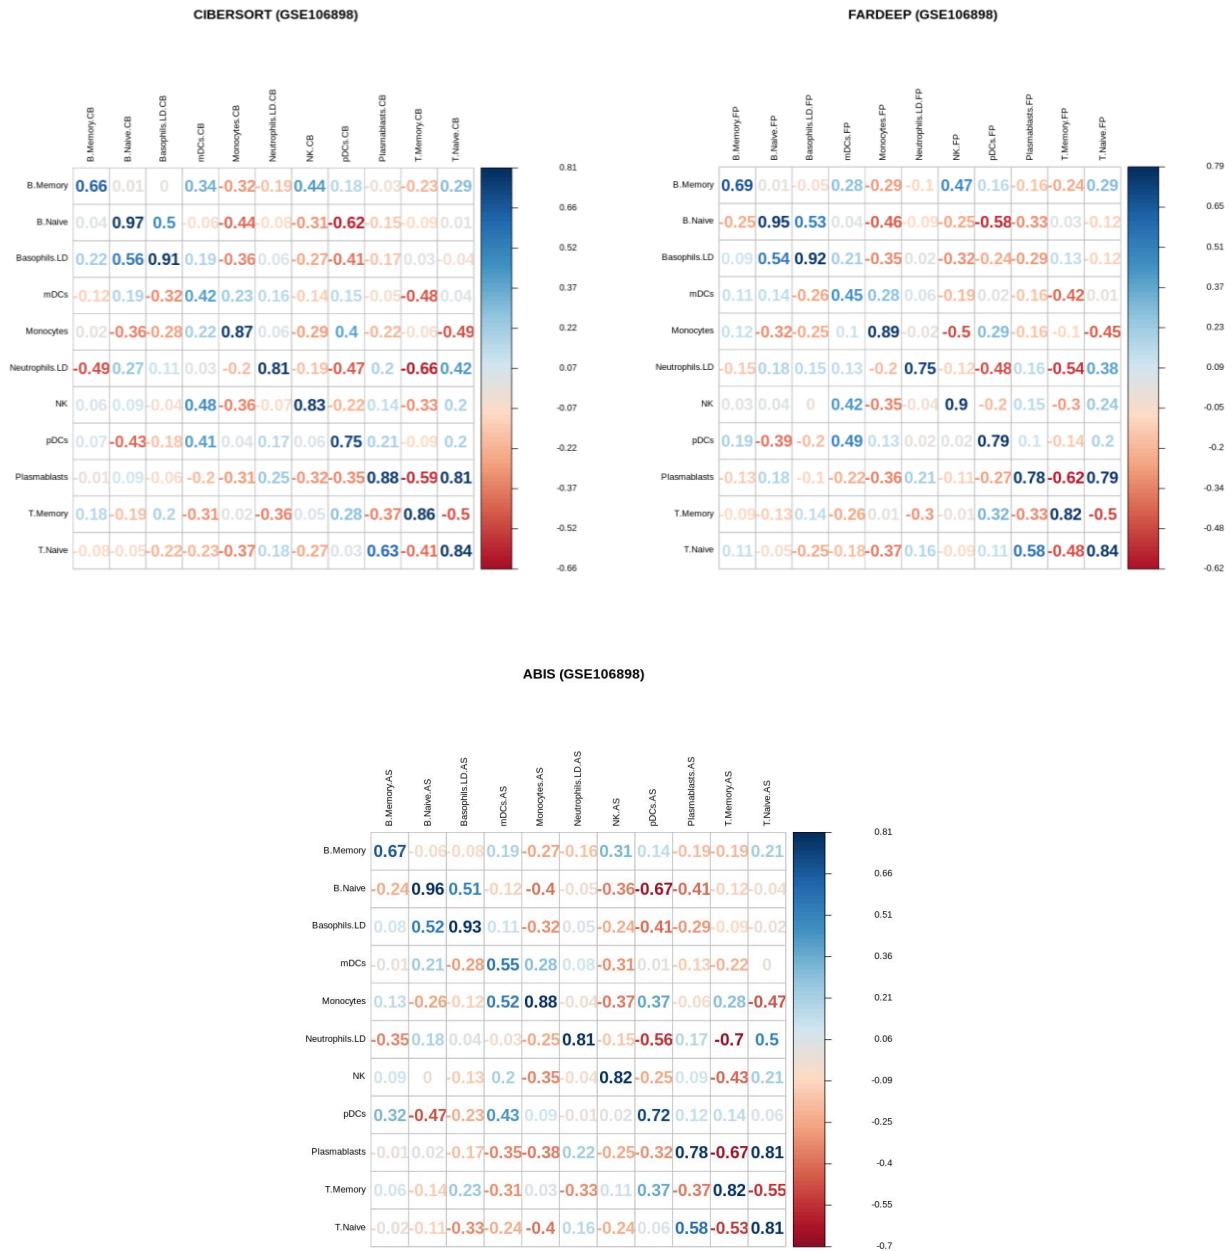 CIBERSORT (GSE106898)
B.Memory.CB B.Naive.CB Basophils.LD.CB mDCs.CB Monocytes.CB Neutrophils.LD.CB NK.CB pDCs.CB Plasmablasts.CB T.Memory.CB T.Naive.CB
B.Memory 0.66 0.01 0 0.34 -0.32 -0.19 0.44 0.18 -0.03 -0.23 0.29
B.Naive 0.04 0.97 0.5 -0.06 -0.44 -0.08 -0.31 -0.62 -0.15 -0.09 0.01
Basophils.LD 0.22 0.56 0.91 0.19 -0.36 0.06 -0.27 -0.41 -0.17 0.03 -0.04
mDCs -0.12 0.19 -0.32 0.42 0.23 0.16 -0.14 0.15 -0.05 -0.48 0.04
Monocytes 0.02 -0.36 -0.28 0.22 0.87 0.06 -0.29 0.4 -0.22 -0.06 -0.49
Neutrophils.LD -0.49 0.27 0.11 0.03 -0.2 0.81 -0.19 -0.47 0.2 -0.66 0.42
NK 0.06 0.09 -0.04 0.48 -0.36 -0.07 0.83 -0.22 0.14 -0.33 0.2
pDCs 0.07 -0.43 -0.18 0.41 0.04 0.17 0.06 0.75 0.21 -0.09 0.2
Plasmablasts -0.01 0.09 -0.06 -0.2 -0.31 0.25 -0.32 -0.35 0.88 -0.59 0.81
T.Memory 0.18 -0.19 0.2 -0.31 0.02 -0.36 0.05 0.28 -0.37 0.86 -0.5
T.Naive -0.08 -0.05 -0.22 -0.23 -0.37 0.18 -0.27 0.03 0.63 -0.41 0.84
0.81
0.66
0.52
0.37
0.22
0.07
-0.07
-0.22
-0.37
-0.52
-0.66
FARDEEP (GSE106898)
B.Memory.FP B.Naive.FP Basophils.LD.FP mDCs.FP Monocytes.FP Neutrophils.LD.FP NK.FP pDCs.FP Plasmablasts.FP T.Memory.FP T.Naive.FP
B.Memory 0.69 0.01 -0.05 0.28 -0.29 -0.1 0.47 0.16 -0.16 -0.24 0.29
B.Naive -0.25 0.95 0.53 0.04 -0.46 -0.09 -0.25 -0.58 -0.33 0.03 -0.12
Basophils.LD 0.09 0.54 0.92 0.21 -0.35 0.02 -0.32 -0.24 -0.29 0.13 -0.12
mDCs 0.11 0.14 -0.26 0.45 0.28 0.06 -0.19 0.02 -0.16 -0.42 0.01
Monocytes 0.12 -0.32 -0.25 0.1 0.89 -0.02 -0.5 0.29 -0.16 -0.1 -0.45
Neutrophils.LD -0.15 0.18 0.15 0.13 -0.2 0.75 -0.12 -0.48 0.16 -0.54 0.38
NK 0.03 0.04 0 0.42 -0.35 -0.04 0.9 -0.2 0.15 -0.3 0.24
pDCs 0.19 -0.39 -0.2 0.49 0.13 0.02 0.02 0.79 0.1 -0.14 0.2
Plasmablasts -0.13 0.18 -0.1 -0.22 -0.36 0.21 -0.11 -0.27 0.78 -0.62 0.79
T.Memory -0.09 -0.13 0.14 -0.26 0.01 -0.3 -0.01 0.32 -0.33 0.82 -0.5
T.Naive 0.11 -0.05 -0.25 -0.18 -0.37 0.16 -0.09 0.11 0.58 -0.48 0.84
0.79
0.65
0.51
0.37
0.23
0.09
-0.05
-0.2
-0.34
-0.48
-0.62
ABIS (GSE106898)
B.Memory.AS B.Naive.AS Basophils.LD.AS mDCs.AS Monocytes.AS Neutrophils.LD.AS NK.AS pDCs.AS Plasmablasts.AS T.Memory.AS T.Naive.AS
B.Memory 0.67 -0.06 -0.08 0.19 -0.27 -0.16 0.31 0.14 -0.19 -0.19 0.21
B.Naive -0.24 0.96 0.51 -0.12 -0.4 -0.05 -0.36 -0.67 -0.41 -0.12 -0.04
Basophils.LD 0.08 0.52 0.93 0.11 -0.32 0.05 -0.24 -0.41 -0.29 -0.09 -0.02
mDCs -0.01 0.21 -0.28 0.55 0.28 0.08 -0.31 0.01 -0.13 -0.22 0
Monocytes 0.13 -0.26 -0.12 0.52 0.88 -0.04 -0.37 0.37 -0.06 0.28 -0.47
Neutrophils.LD -0.35 0.18 0.04 -0.03 -0.25 0.81 -0.15 -0.56 0.17 -0.7 0.5
NK 0.09 0 -0.13 0.2 -0.35 -0.04 0.82 -0.25 0.09 -0.43 0.21
pDCs 0.32 -0.47 -0.23 0.43 0.09 -0.01 0.02 0.72 0.12 0.14 0.06
Plasmablasts -0.01 0.02 -0.17 -0.35 -0.38 0.22 -0.25 -0.32 0.78 -0.67 0.81
T.Memory 0.06 -0.14 0.23 -0.31 0.03 -0.33 0.11 0.37 -0.37 0.82 -0.55
T.Naive -0.02 -0.11 -0.33 -0.24 -0.4 0.16 -0.24 0.06 0.58 -0.53 0.81
0.81
0.66
0.51
0.36
0.21
0.06
-0.09
-0.25
-0.4
-0.55
-0.7